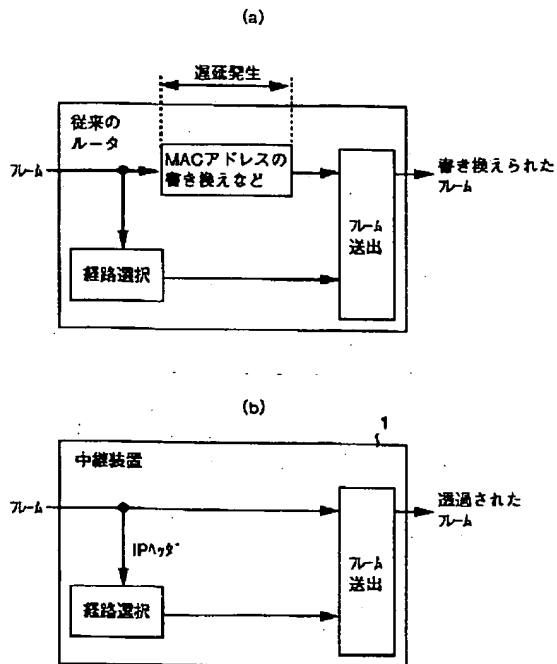 (a)
遅延発生
従来の
ルータ
フレーム
MACアドレスの
書き換えなど
経路選択
フレーム
送出
書き換えられた
フレーム
(b)
1
中継装置
フレーム
IPヘッダ
経路選択
フレーム
送出
透過された
フレーム